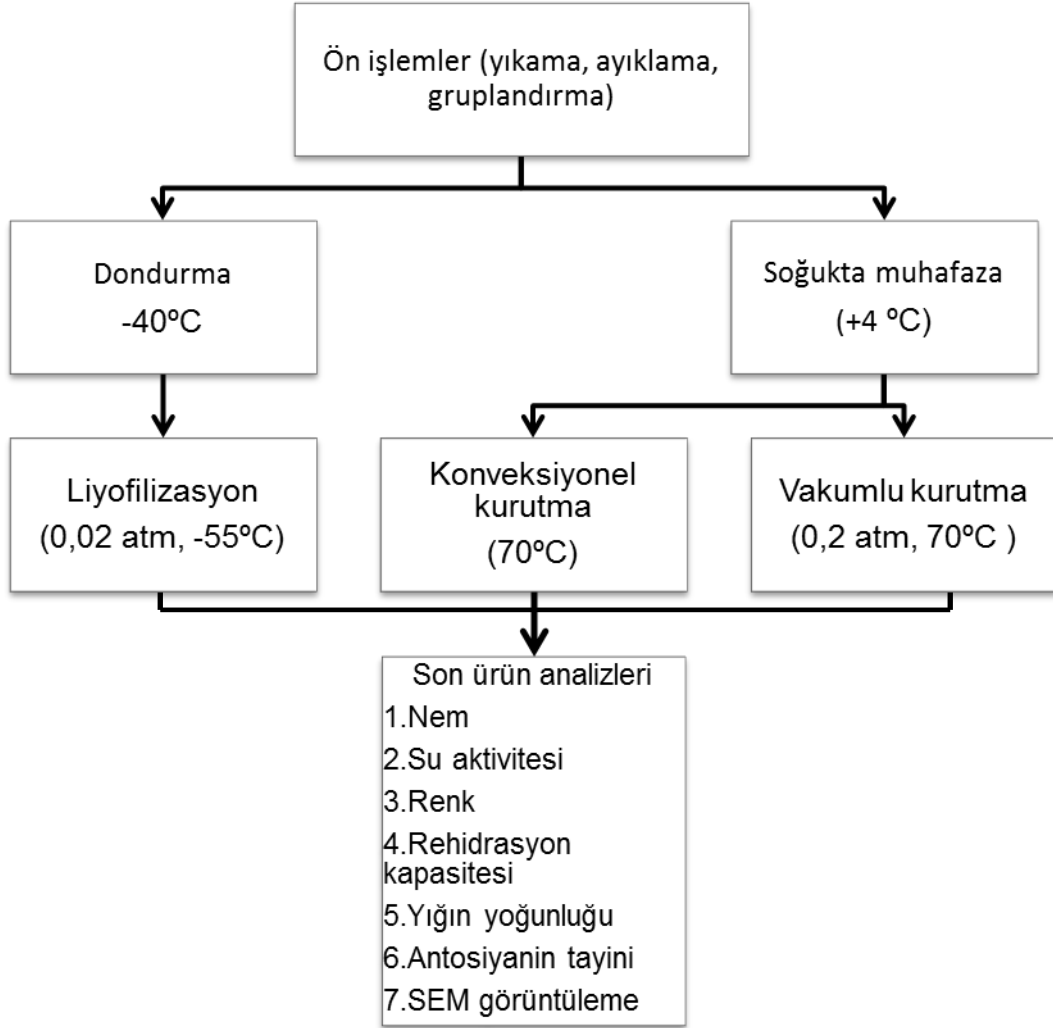 Ön işlemler (yıkama, ayıklama,
gruplandırma)
Dondurma
-40ºC
Soğukta muhafaza
(+4 ºC)
Liyofilizasyon
(0,02 atm, -55ºC)
Konveksiyonel
kurutma
(70ºC)
Vakumlu kurutma
(0,2 atm, 70ºC )
Son ürün analizleri
1.Nem
2.Su aktivitesi
3.Renk
4.Rehidrasyon
kapasitesi
5.Yığın yoğunluğu
6.Antosiyanin tayini
7.SEM görüntüleme